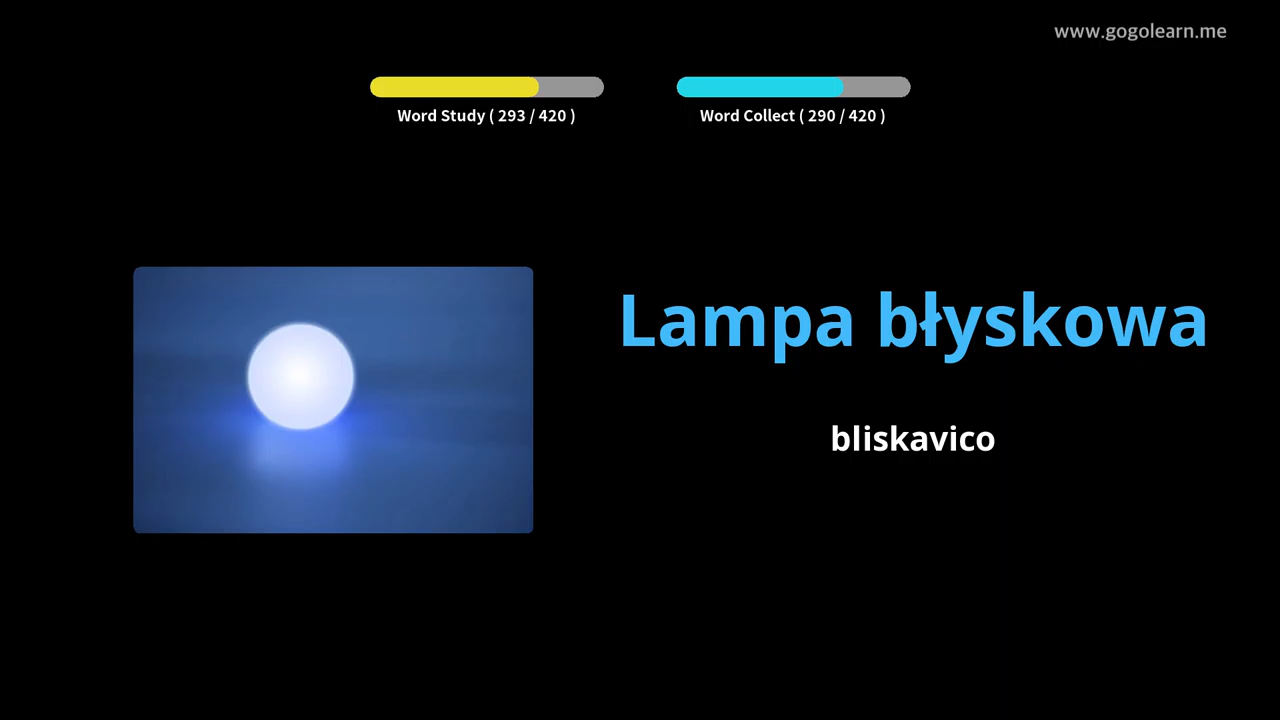 www.gogolearn.me
Word Study ( 293 / 420 )
Word Collect ( 290 / 420 )
Lampa błyskowa
bliskavico